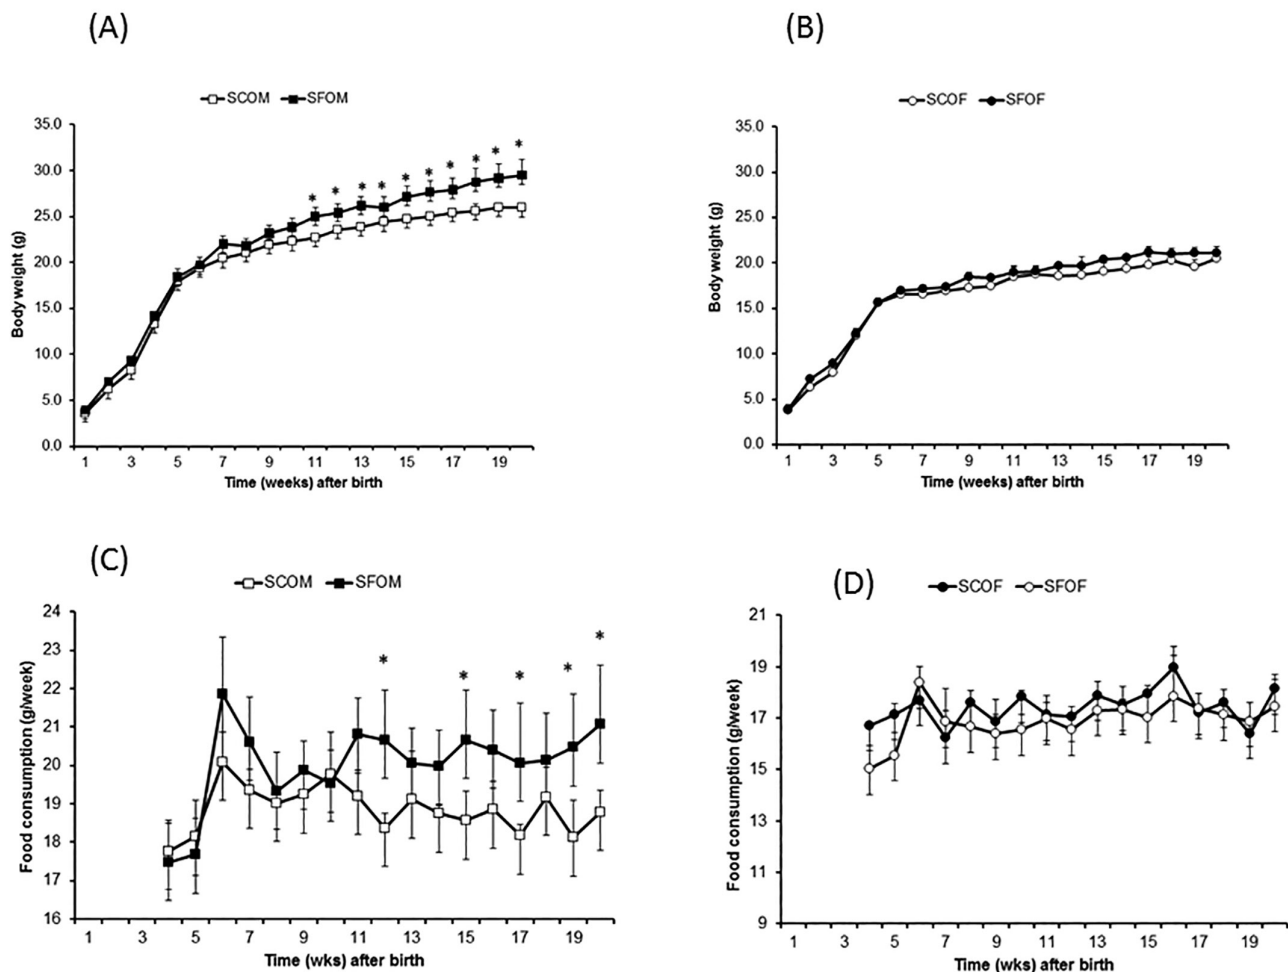 (A)
SCOM SFOM
35.0
30.0
25.0
20.0
15.0
10.0
5.0
0.0
Body weight (g)
* * * * * * * * * *
1 3 5 7 9 11 13 15 17 19
Time (weeks) after birth
(B)
SCOF SFOF
35.0
30.0
25.0
20.0
15.0
10.0
5.0
0.0
Body weight (g)
1 3 5 7 9 11 13 15 17 19
Time (weeks) after birth
(C)
SCOM SFOM
24
23
22
21
20
19
18
17
16
Food consumption (g/week)
* * * * *
1 3 5 7 9 11 13 15 17 19
Time (wks) after birth
(D)
SCOF SFOF
21
19
17
15
13
11
9
Food consumption (g/week)
1 3 5 7 9 11 13 15 17 19
Time (wks) after birth